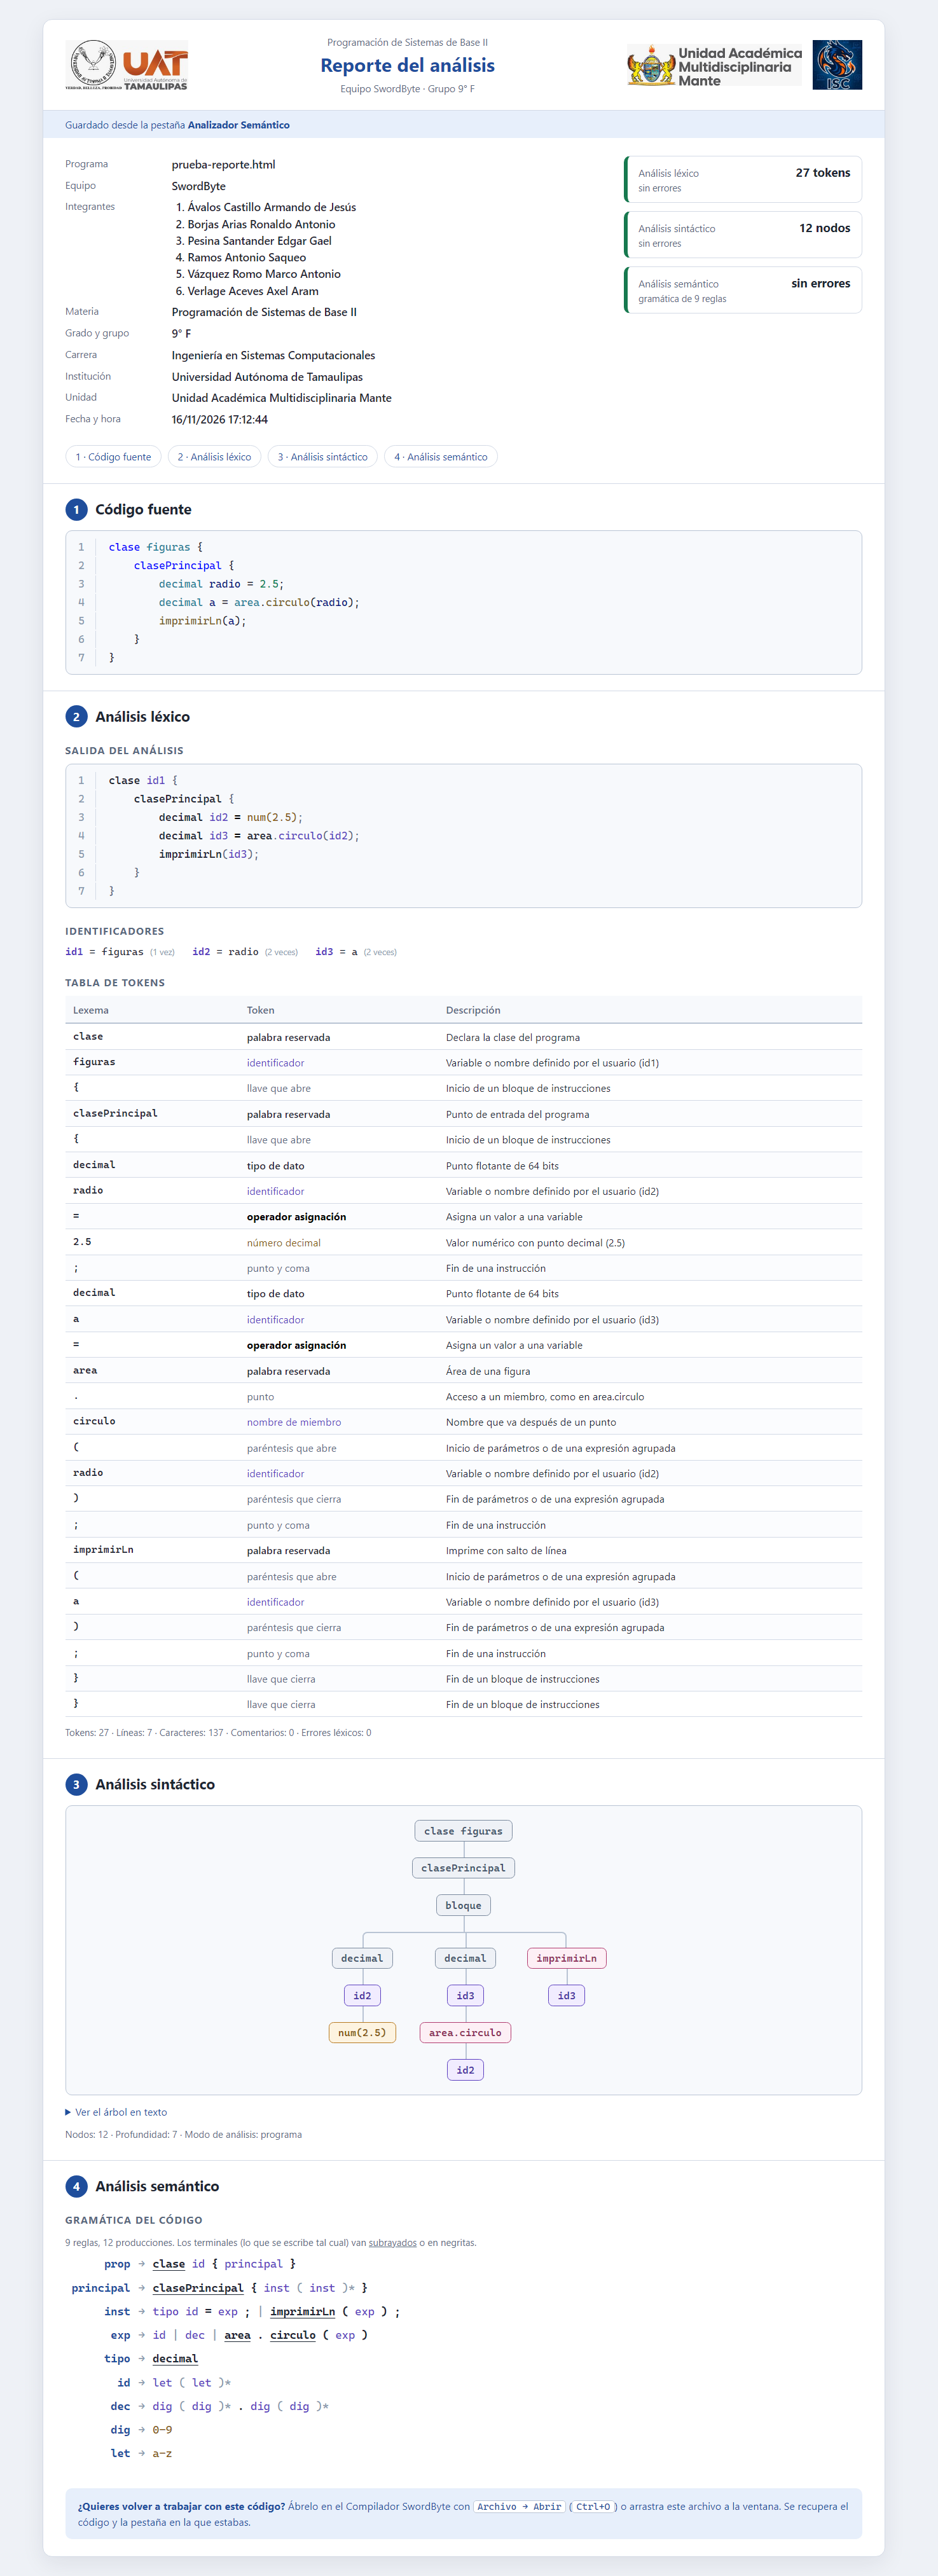 VERDAD, BELLEZA, PROBIDAD
UAT
Universidad Autónoma de
TAMAULIPAS
Programación de Sistemas de Base II
Reporte del análisis
Equipo SwordByte · Grupo 9° F
Unidad Académica
Multidisciplinaria
Mante
ISC
Guardado desde la pestaña Analizador Semántico
Programa prueba-reporte.html
Equipo SwordByte
Integrantes 1. Ávalos Castillo Armando de Jesús
2. Borjas Arias Ronaldo Antonio
3. Pesina Santander Edgar Gael
4. Ramos Antonio Saqueo
5. Vázquez Romo Marco Antonio
6. Verlage Aceves Axel Aram
Materia Programación de Sistemas de Base II
Grado y grupo 9° F
Carrera Ingeniería en Sistemas Computacionales
Institución Universidad Autónoma de Tamaulipas
Unidad Unidad Académica Multidisciplinaria Mante
Fecha y hora 16/11/2026 17:12:44
Análisis léxico 27 tokens
sin errores
Análisis sintáctico 12 nodos
sin errores
Análisis semántico sin errores
gramática de 9 reglas
1 · Código fuente 2 · Análisis léxico 3 · Análisis sintáctico 4 · Análisis semántico
1 Código fuente
1 clase figuras {
2 clasePrincipal {
3 decimal radio = 2.5;
4 decimal a = area.circulo(radio);
5 imprimirLn(a);
6 }
7 }
2 Análisis léxico
SALIDA DEL ANÁLISIS
1 clase id1 {
2 clasePrincipal {
3 decimal id2 = num(2.5);
4 decimal id3 = area.circulo(id2);
5 imprimirLn(id3);
6 }
7 }
IDENTIFICADORES
id1 = figuras (1 vez) id2 = radio (2 veces) id3 = a (2 veces)
TABLA DE TOKENS
Lexema Token Descripción
clase palabra reservada Declara la clase del programa
figuras identificador Variable o nombre definido por el usuario (id1)
{ llave que abre Inicio de un bloque de instrucciones
clasePrincipal palabra reservada Punto de entrada del programa
{ llave que abre Inicio de un bloque de instrucciones
decimal tipo de dato Punto flotante de 64 bits
radio identificador Variable o nombre definido por el usuario (id2)
= operador asignación Asigna un valor a una variable
2.5 número decimal Valor numérico con punto decimal (2.5)
; punto y coma Fin de una instrucción
decimal tipo de dato Punto flotante de 64 bits
a identificador Variable o nombre definido por el usuario (id3)
= operador asignación Asigna un valor a una variable
area palabra reservada Área de una figura
. punto Acceso a un miembro, como en area.circulo
circulo nombre de miembro Nombre que va después de un punto
( paréntesis que abre Inicio de parámetros o de una expresión agrupada
radio identificador Variable o nombre definido por el usuario (id2)
) paréntesis que cierra Fin de parámetros o de una expresión agrupada
; punto y coma Fin de una instrucción
imprimirLn palabra reservada Imprime con salto de línea
( paréntesis que abre Inicio de parámetros o de una expresión agrupada
a identificador Variable o nombre definido por el usuario (id3)
) paréntesis que cierra Fin de parámetros o de una expresión agrupada
; punto y coma Fin de una instrucción
} llave que cierra Fin de un bloque de instrucciones
} llave que cierra Fin de un bloque de instrucciones
Tokens: 27 · Líneas: 7 · Caracteres: 137 · Comentarios: 0 · Errores léxicos: 0
3 Análisis sintáctico
clase figuras
clasePrincipal
bloque
decimal decimal imprimirLn
id2 id3 id3
num(2.5) area.circulo
id2
▶ Ver el árbol en texto
Nodos: 12 · Profundidad: 7 · Modo de análisis: programa
4 Análisis semántico
GRAMÁTICA DEL CÓDIGO
9 reglas, 12 producciones. Los terminales (lo que se escribe tal cual) van subrayados o en negritas.
prop → clase id { principal }
principal → clasePrincipal { inst ( inst )* }
inst → tipo id = exp ; | imprimirLn ( exp ) ;
exp → id | dec | area . circulo ( exp )
tipo → decimal
id → let ( let )*
dec → dig ( dig )* . dig ( dig )*
dig → 0–9
let → a–z
¿Quieres volver a trabajar con este código? Ábrelo en el Compilador SwordByte con Archivo → Abrir ( Ctrl+O ) o arrastra este archivo a la ventana. Se recupera el
código y la pestaña en la que estabas.